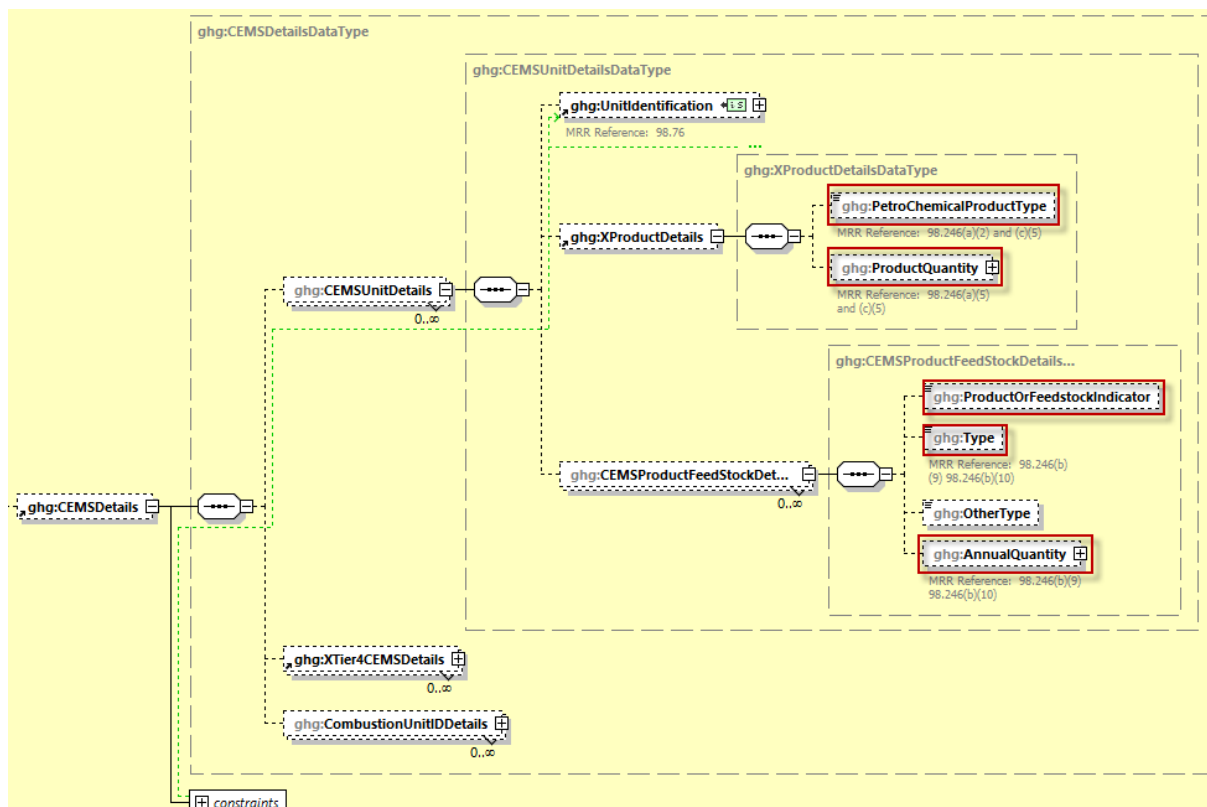 ghg:CEMSDetailsDataType
ghg:CEMSUnitDetailsDataType
ghg:UnitIdentification
MRR Reference: 98.76
...
ghg:XProductDetailsDataType
ghg:PetroChemicalProductType
MRR Reference: 98.246(a)(2) and (c)(5)
ghg:XProductDetails
ghg:ProductQuantity
MRR Reference: 98.246(a)(5)
and (c)(5)
ghg:CEMSUnitDetails
0..∞
ghg:CEMSProductFeedStockDetails...
ghg:ProductOrFeedstockIndicator
ghg:Type
MRR Reference: 98.246(b)
(9) 98.246(b)(10)
ghg:CEMSProductFeedStockDet...
0..∞
ghg:OtherType
ghg:AnnualQuantity
MRR Reference: 98.246(b)(9)
98.246(b)(10)
ghg:CEMSDetails
ghg:XTier4CEMSDetails
0..∞
ghg:CombustionUnitIDDetails
0..∞
constraints